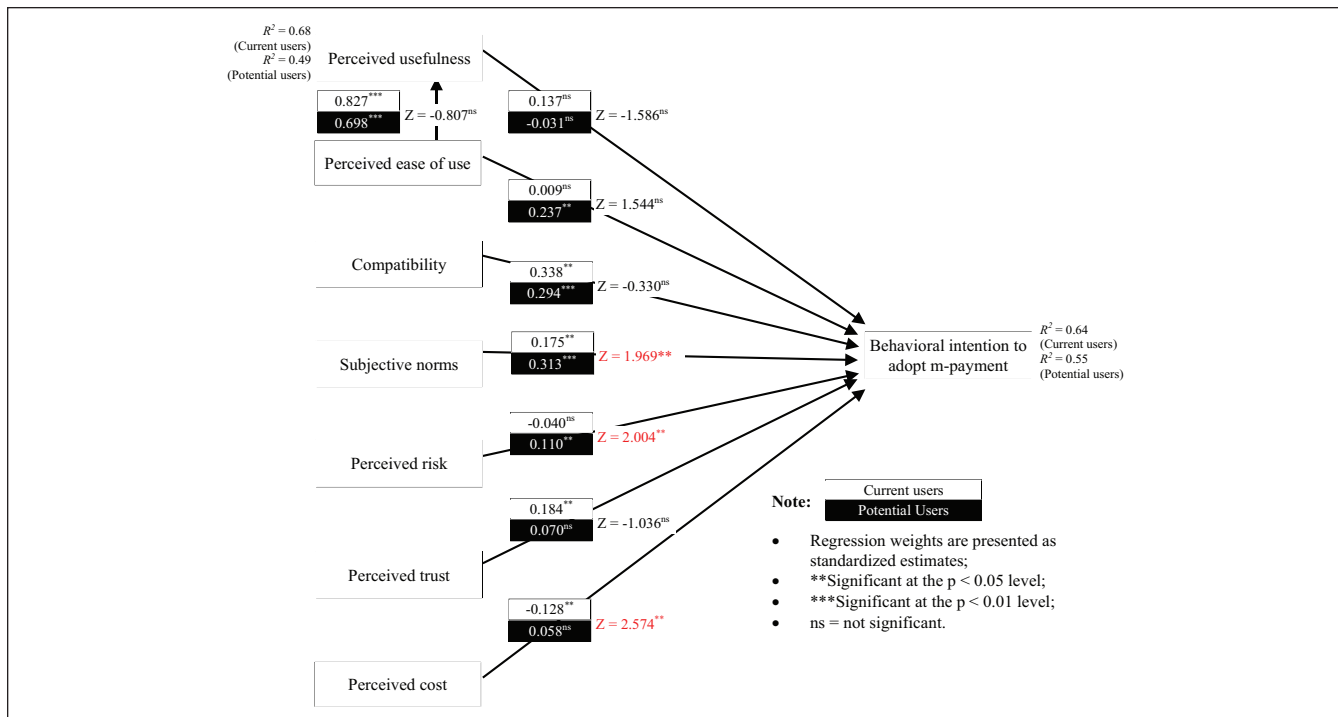 R² = 0.68
(Current users)
R² = 0.49
(Potential users)
Perceived usefulness
0.827***
0.698***
Z = -0.807ns
0.137ns
-0.031ns
Z = -1.586ns
Perceived ease of use
0.009ns
0.237**
Z = 1.544ns
Compatibility
0.338**
0.294***
Z = -0.330ns
Subjective norms
0.175**
0.313***
Z = 1.969**
Behavioral intention to
adopt m-payment
R² = 0.64
(Current users)
R² = 0.55
(Potential users)
Perceived risk
-0.040ns
0.110**
Z = 2.004**
Perceived trust
0.184**
0.070ns
Z = -1.036ns
Perceived cost
-0.128**
0.058ns
Z = 2.574**
Note:
Current users
Potential Users
• Regression weights are presented as
standardized estimates;
• **Significant at the p < 0.05 level;
• ***Significant at the p < 0.01 level;
• ns = not significant.